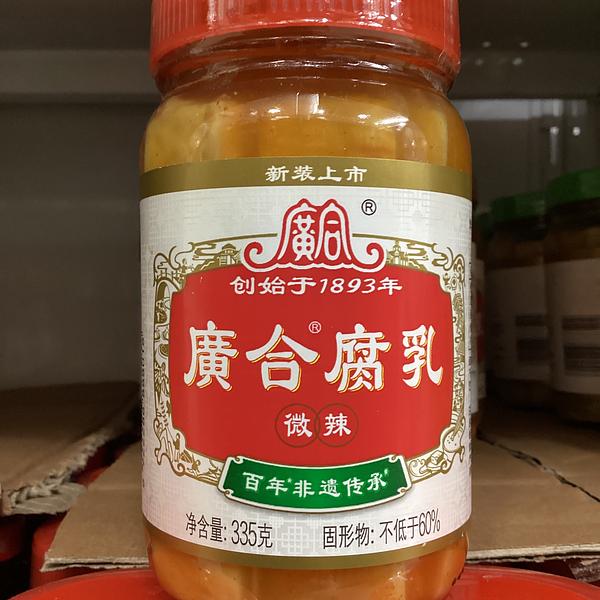 新装上市
廣合®
创始于1893年
廣合®腐乳
微辣
百年*非遗传承*
净含量: 335克 固形物: 不低于60%